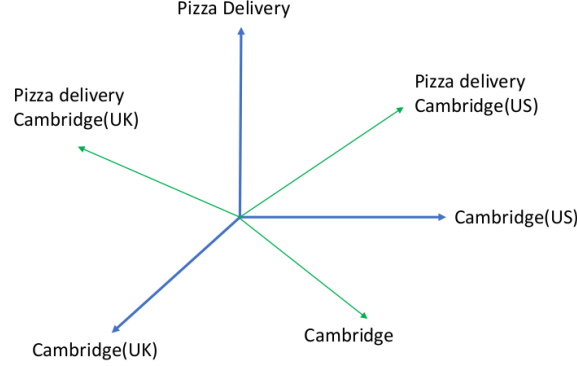 Pizza Delivery
Pizza delivery
Cambridge(US)
Pizza delivery
Cambridge(UK)
Cambridge(US)
Cambridge
Cambridge(UK)